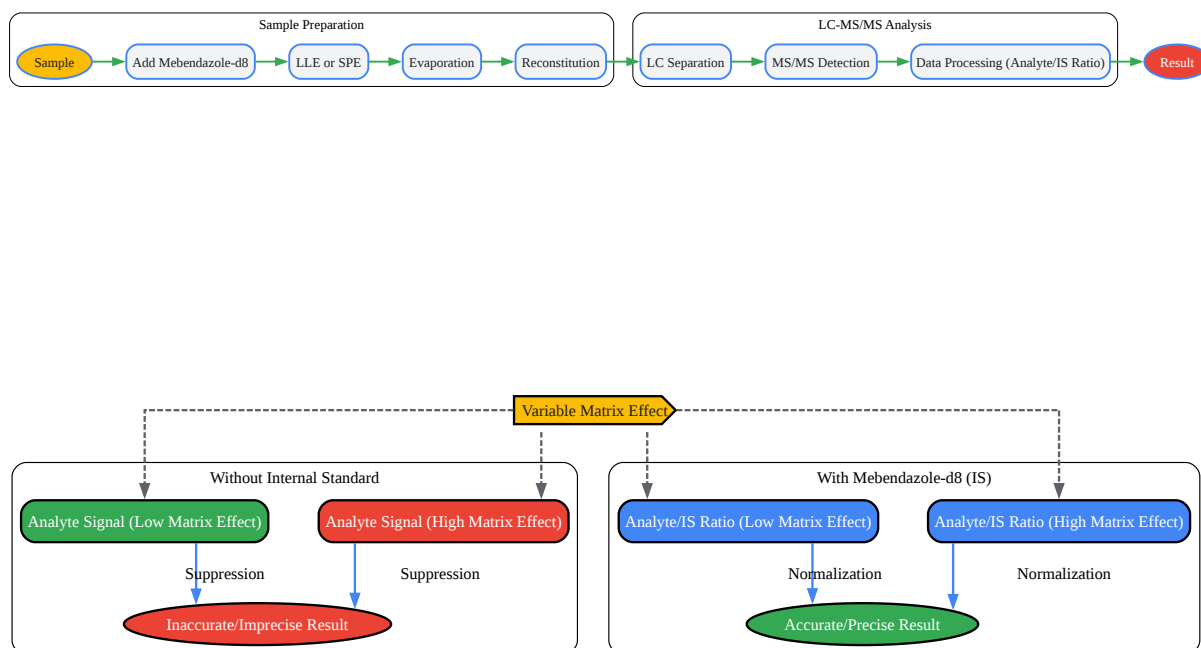 Sample Preparation
LC-MS/MS Analysis
Sample
Add Mebendazole-d8
LLE or SPE
Evaporation
Reconstitution
LC Separation
MS/MS Detection
Data Processing (Analyte/IS Ratio)
Result
Variable Matrix Effect
Without Internal Standard
With Mebendazole-d8 (IS)
Analyte Signal (Low Matrix Effect)
Analyte Signal (High Matrix Effect)
Analyte/IS Ratio (Low Matrix Effect)
Analyte/IS Ratio (High Matrix Effect)
Suppression
Suppression
Normalization
Normalization
Inaccurate/Imprecise Result
Accurate/Precise Result